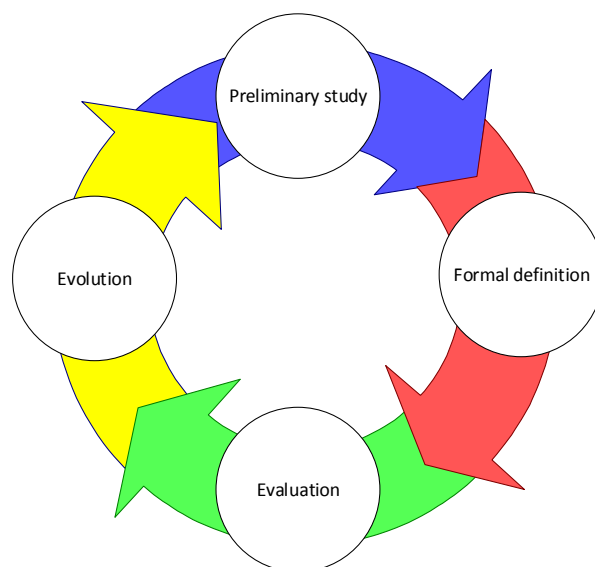 Preliminary study
Formal definition
Evaluation
Evolution